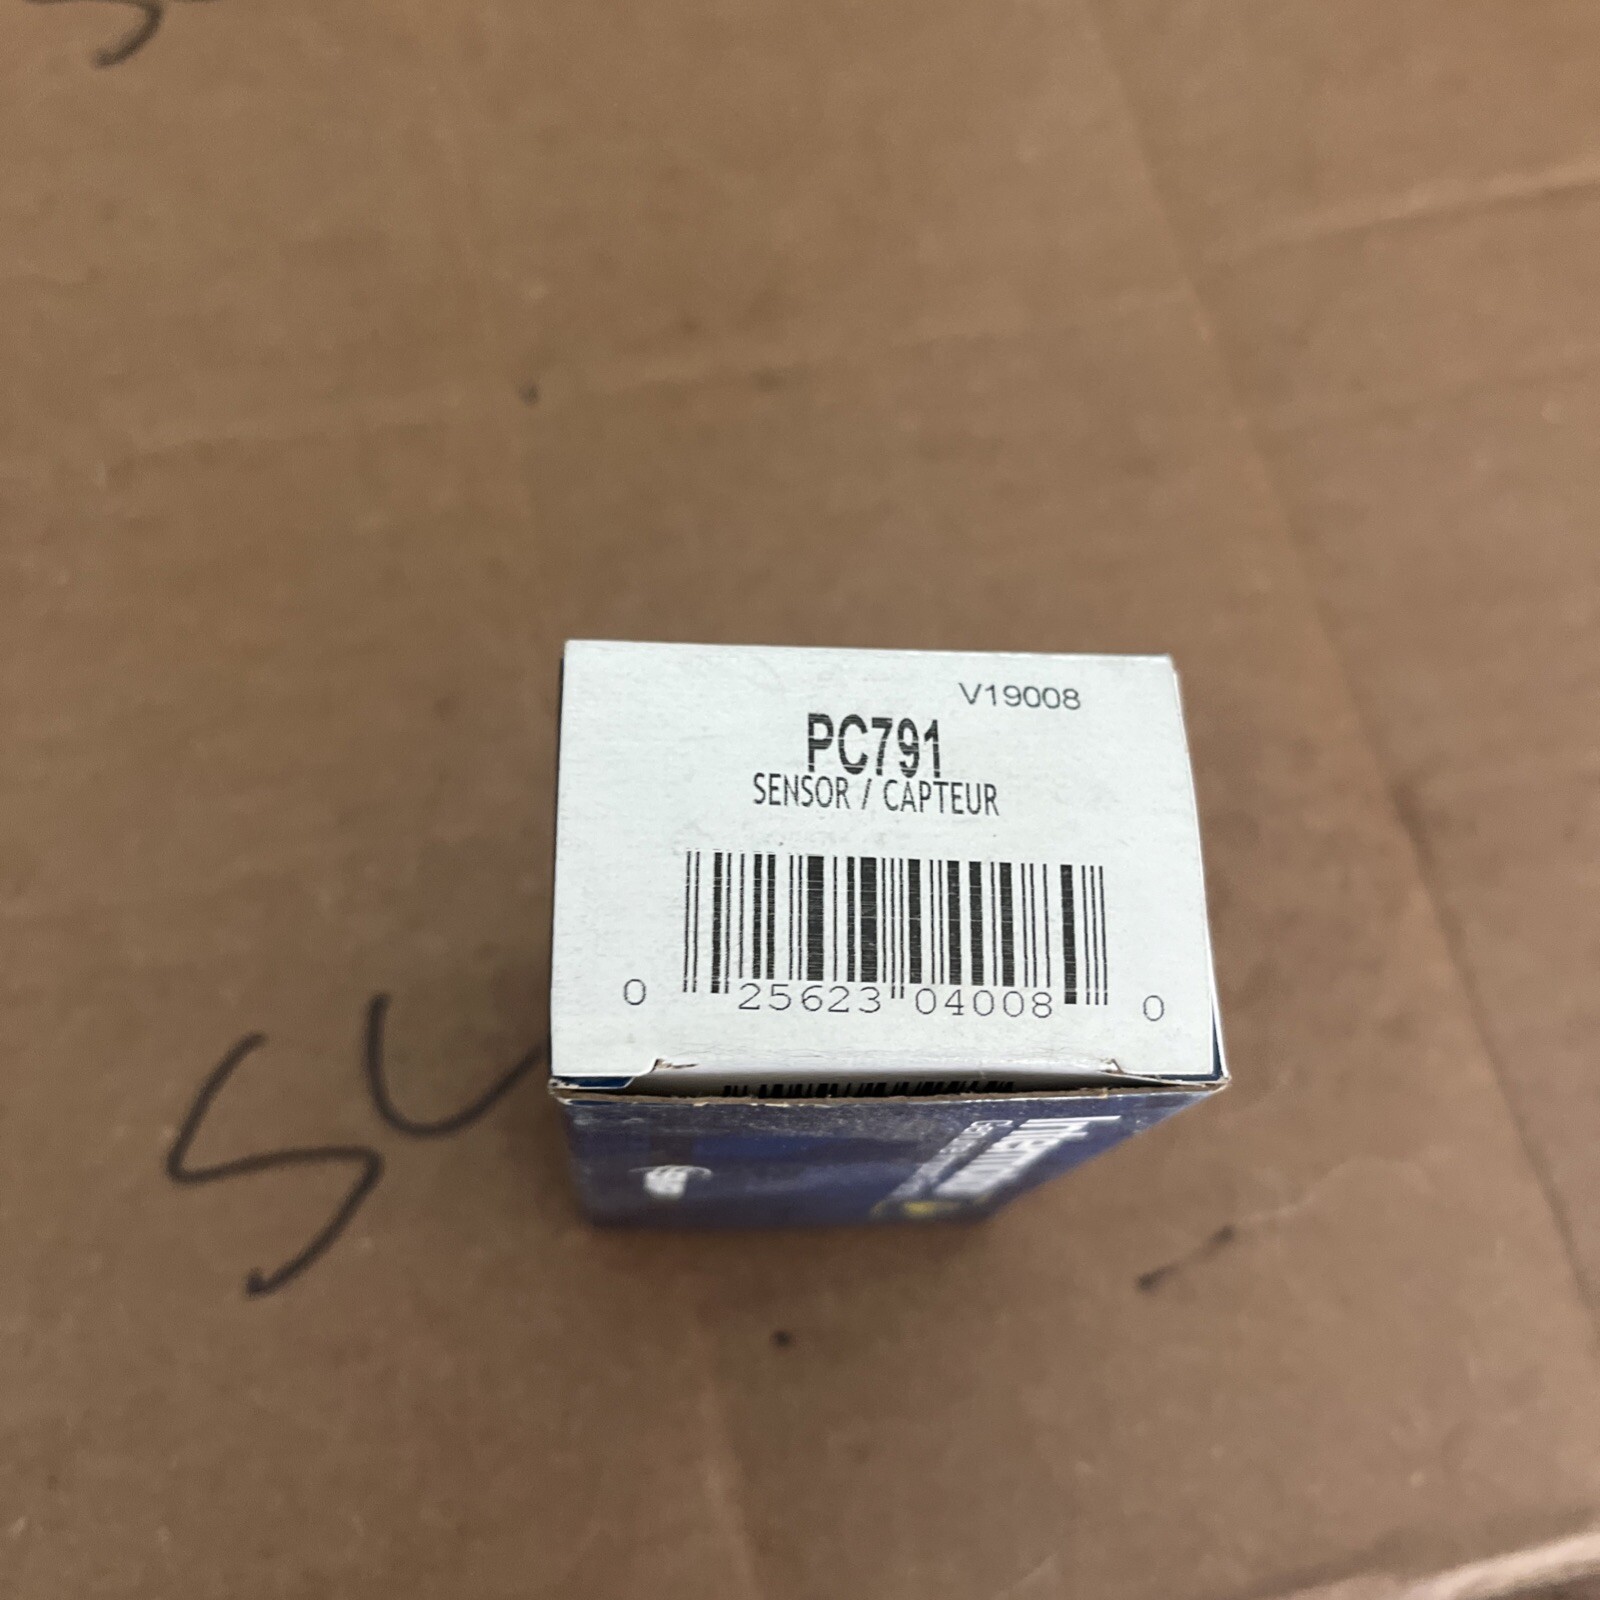 V19008
PC791
SENSOR / CAPTEUR
0 25623 04008 0